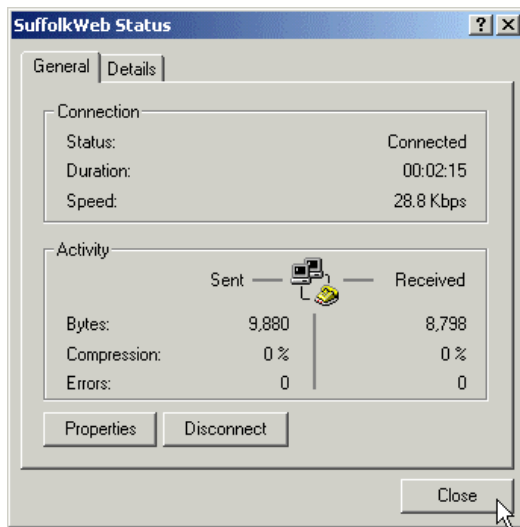 SuffolkWeb Status ? X
General Details
Connection
Status: Connected
Duration: 00:02:15
Speed: 28.8 Kbps
Activity
Sent Received
Bytes: 9,880 8,798
Compression: 0 % 0 %
Errors: 0 0
Properties Disconnect
Close